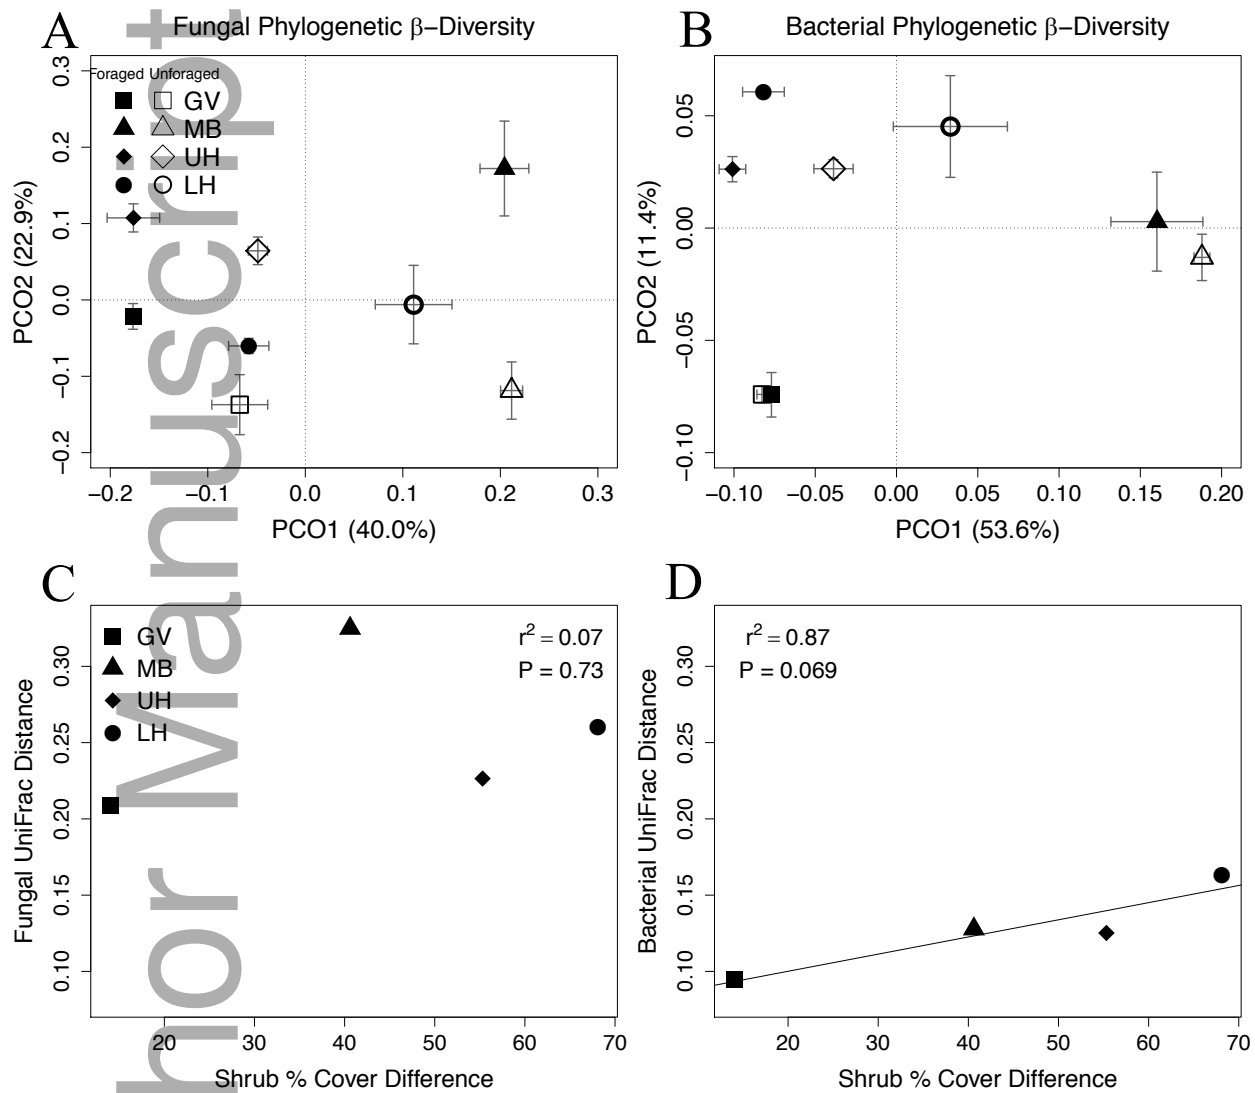 A Fungal Phylogenetic β−Diversity
0.3
0.2
0.1
0.0
−0.1
−0.2
PCO2 (22.9%)
Foraged Unforaged
GV
MB
UH
LH
−0.2 −0.1 0.0 0.1 0.2 0.3
PCO1 (40.0%)
B Bacterial Phylogenetic β−Diversity
0.05
0.00
−0.05
−0.10
PCO2 (11.4%)
−0.10 −0.05 0.00 0.05 0.10 0.15 0.20
PCO1 (53.6%)
C
0.30
0.25
0.20
0.15
0.10
Fungal UniFrac Distance
GV
MB
UH
LH
r² = 0.07
P = 0.73
20 30 40 50 60 70
Shrub % Cover Difference
D
0.30
0.25
0.20
0.15
0.10
Bacterial UniFrac Distance
r² = 0.87
P = 0.069
20 30 40 50 60 70
Shrub % Cover Difference
hor Manuscript